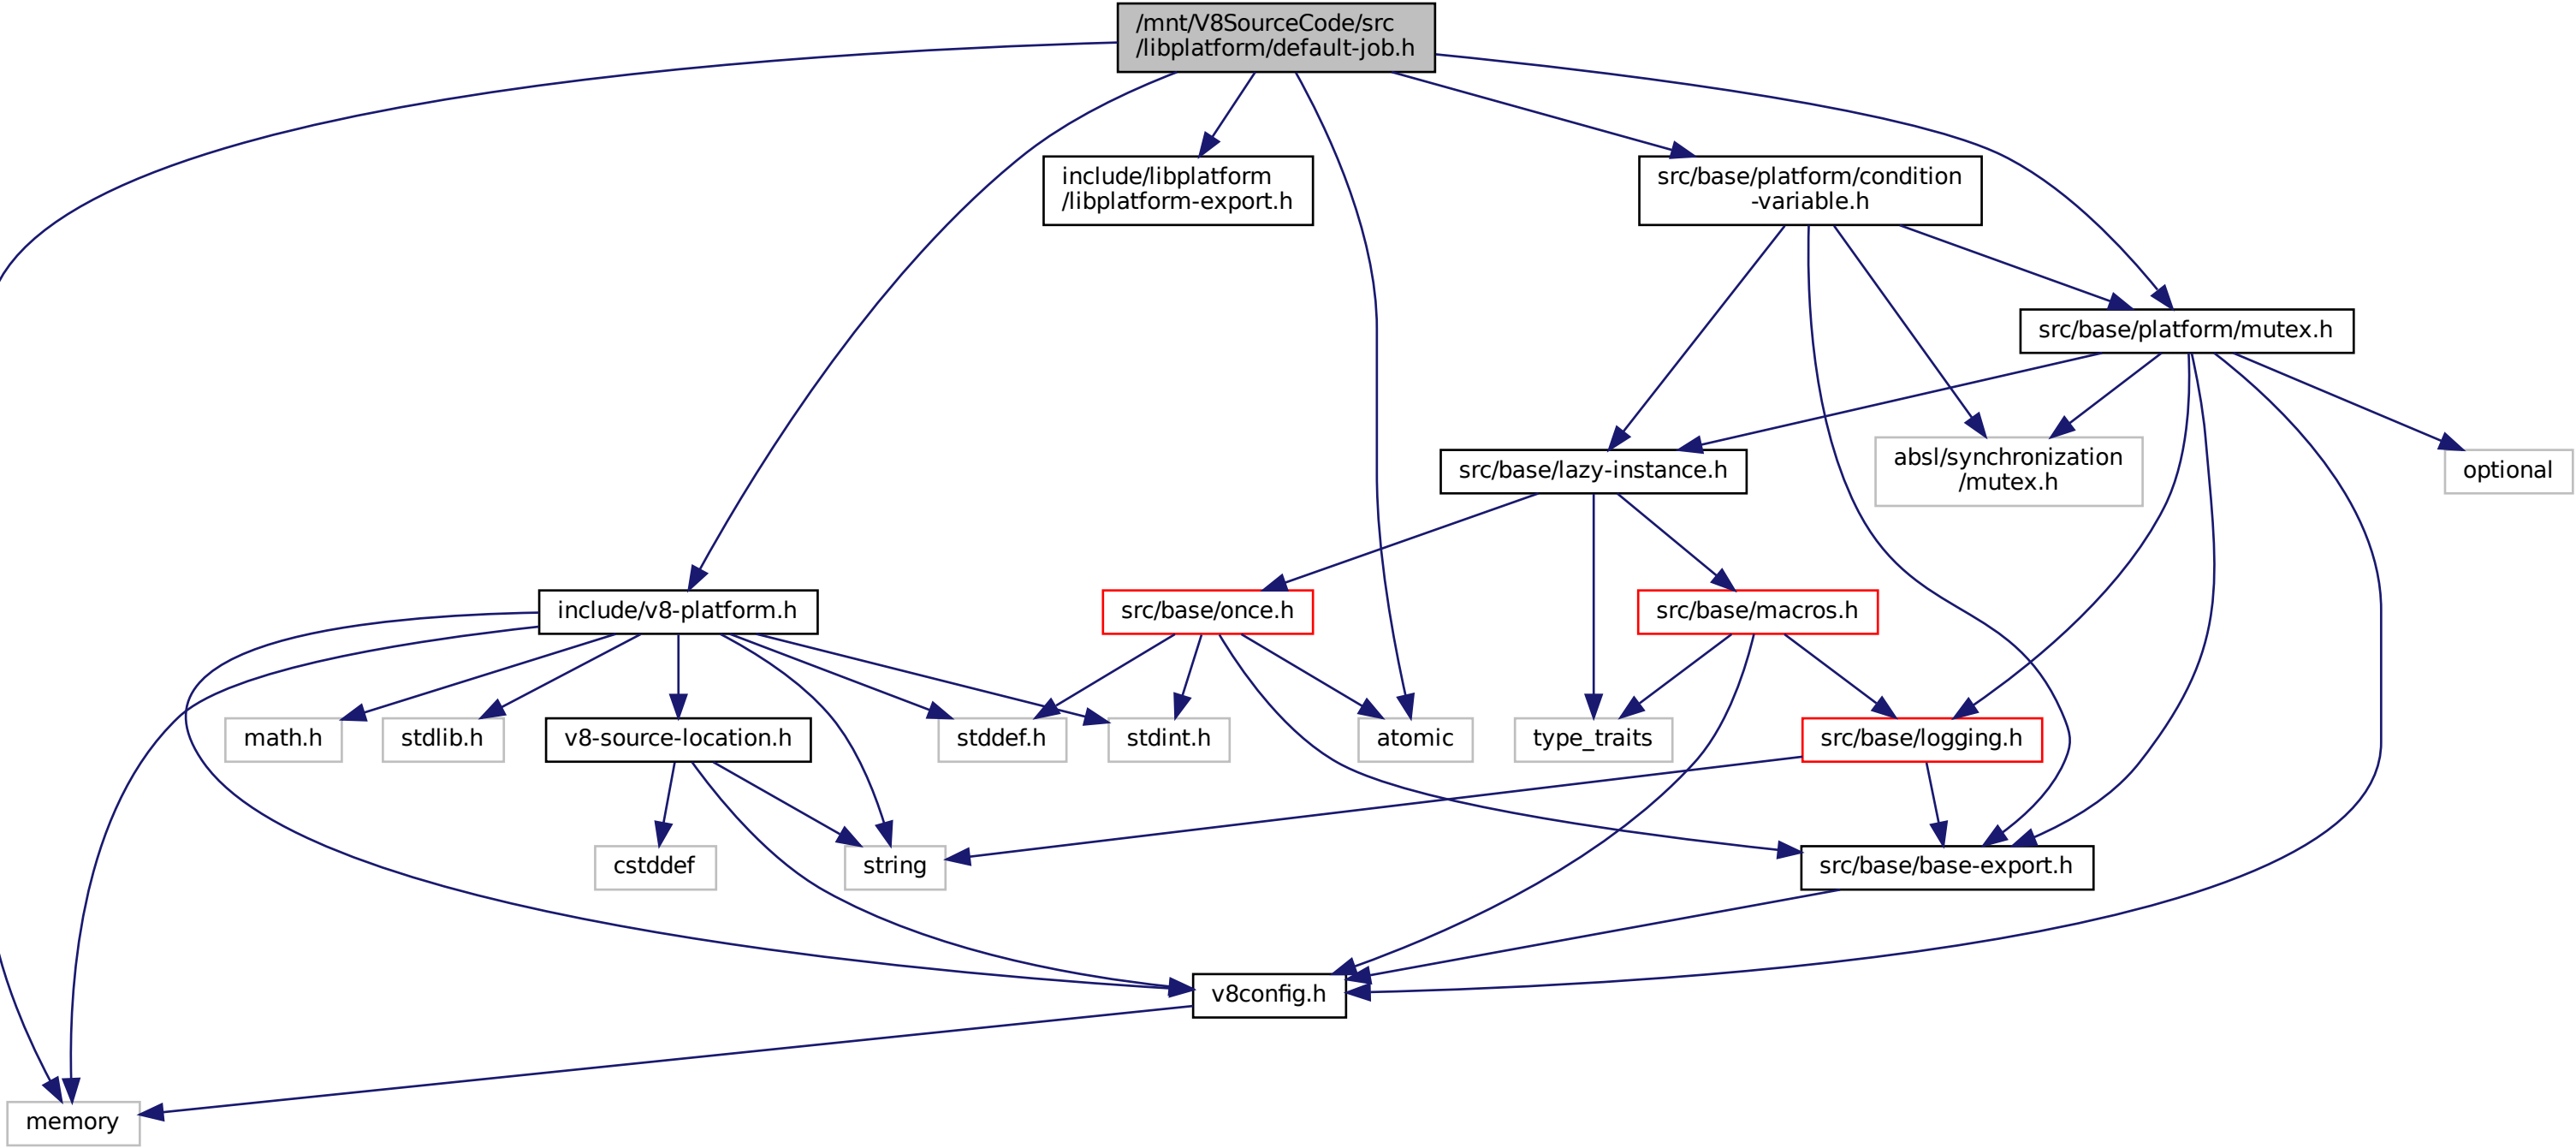 /mnt/V8SourceCode/src
/libplatform/default-job.h
include/libplatform
/libplatform-export.h
src/base/platform/condition
-variable.h
src/base/platform/mutex.h
src/base/lazy-instance.h
absl/synchronization
/mutex.h
optional
include/v8-platform.h
src/base/once.h
src/base/macros.h
math.h
stdlib.h
v8-source-location.h
stddef.h
stdint.h
atomic
type_traits
src/base/logging.h
cstddef
string
src/base/base-export.h
v8config.h
memory